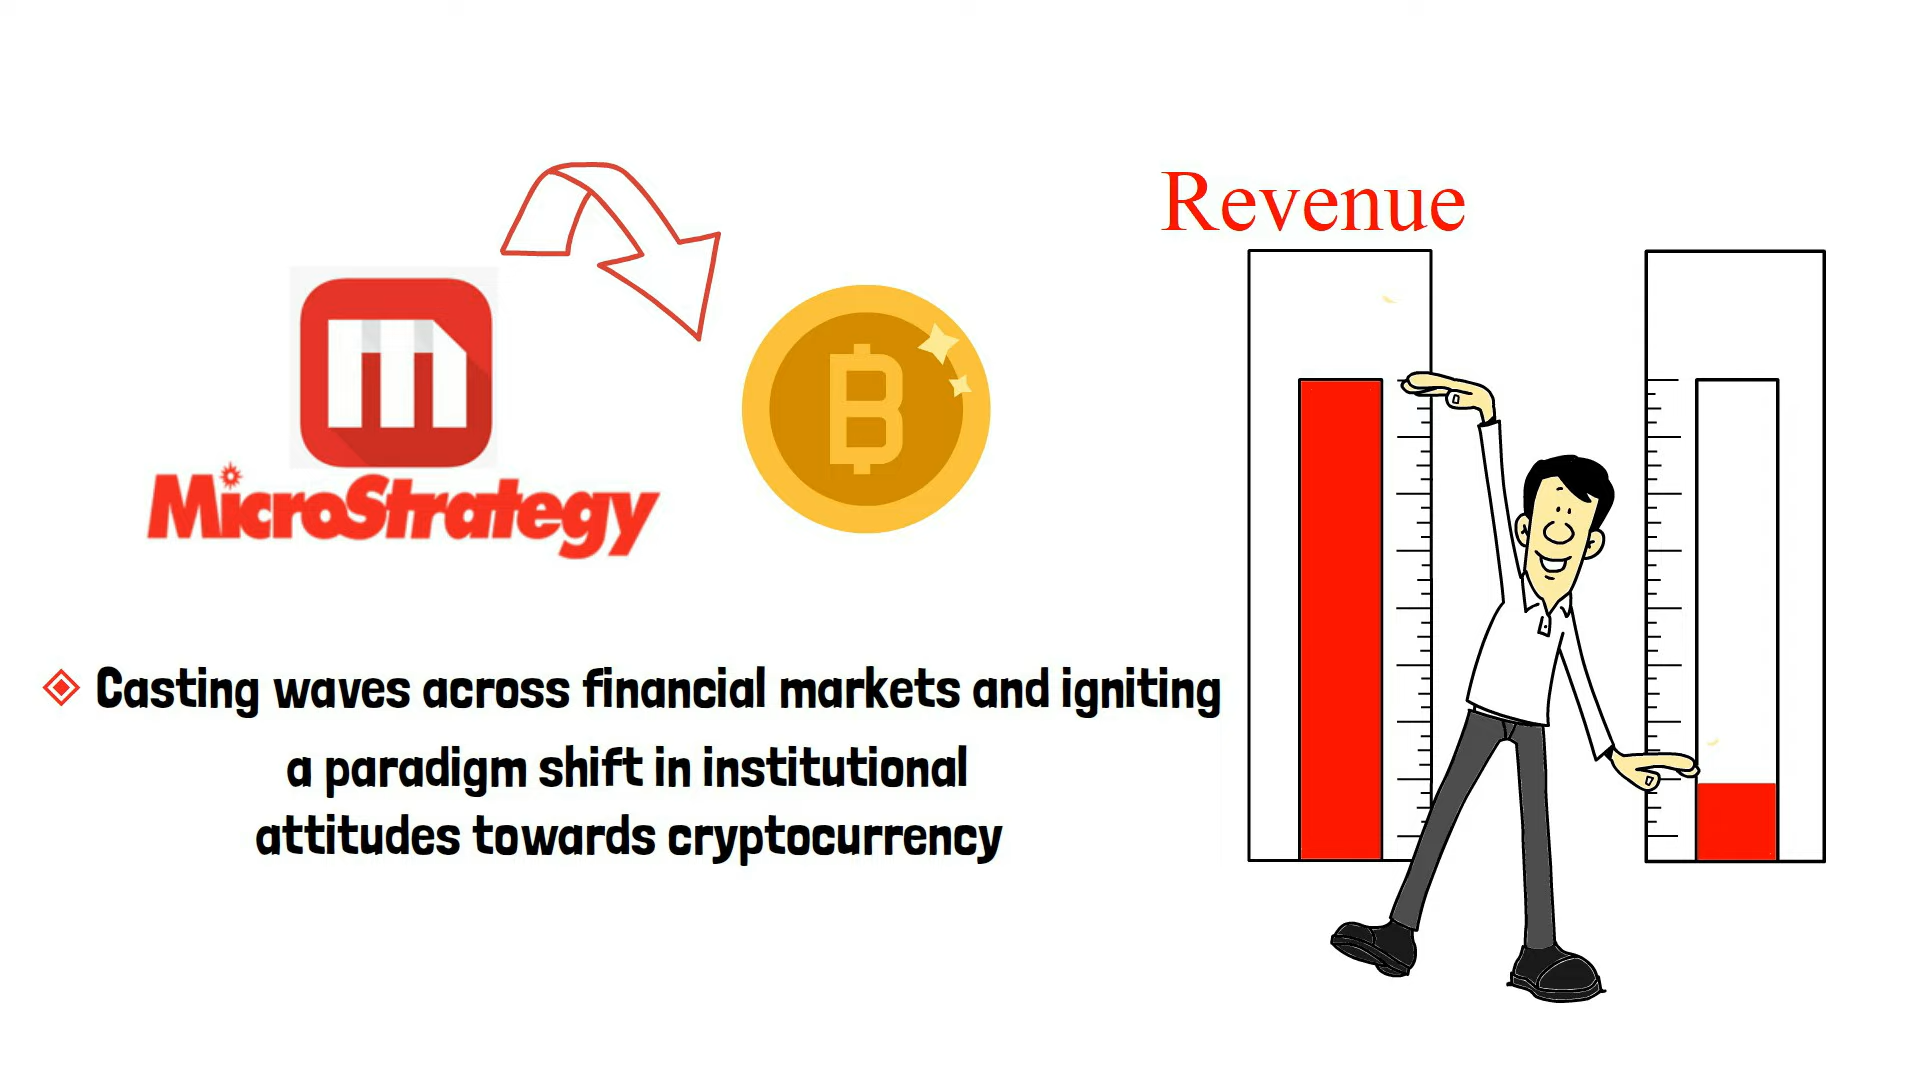 Revenue
MicroStrategy
Casting waves across financial markets and igniting
a paradigm shift in institutional
attitudes towards cryptocurrency